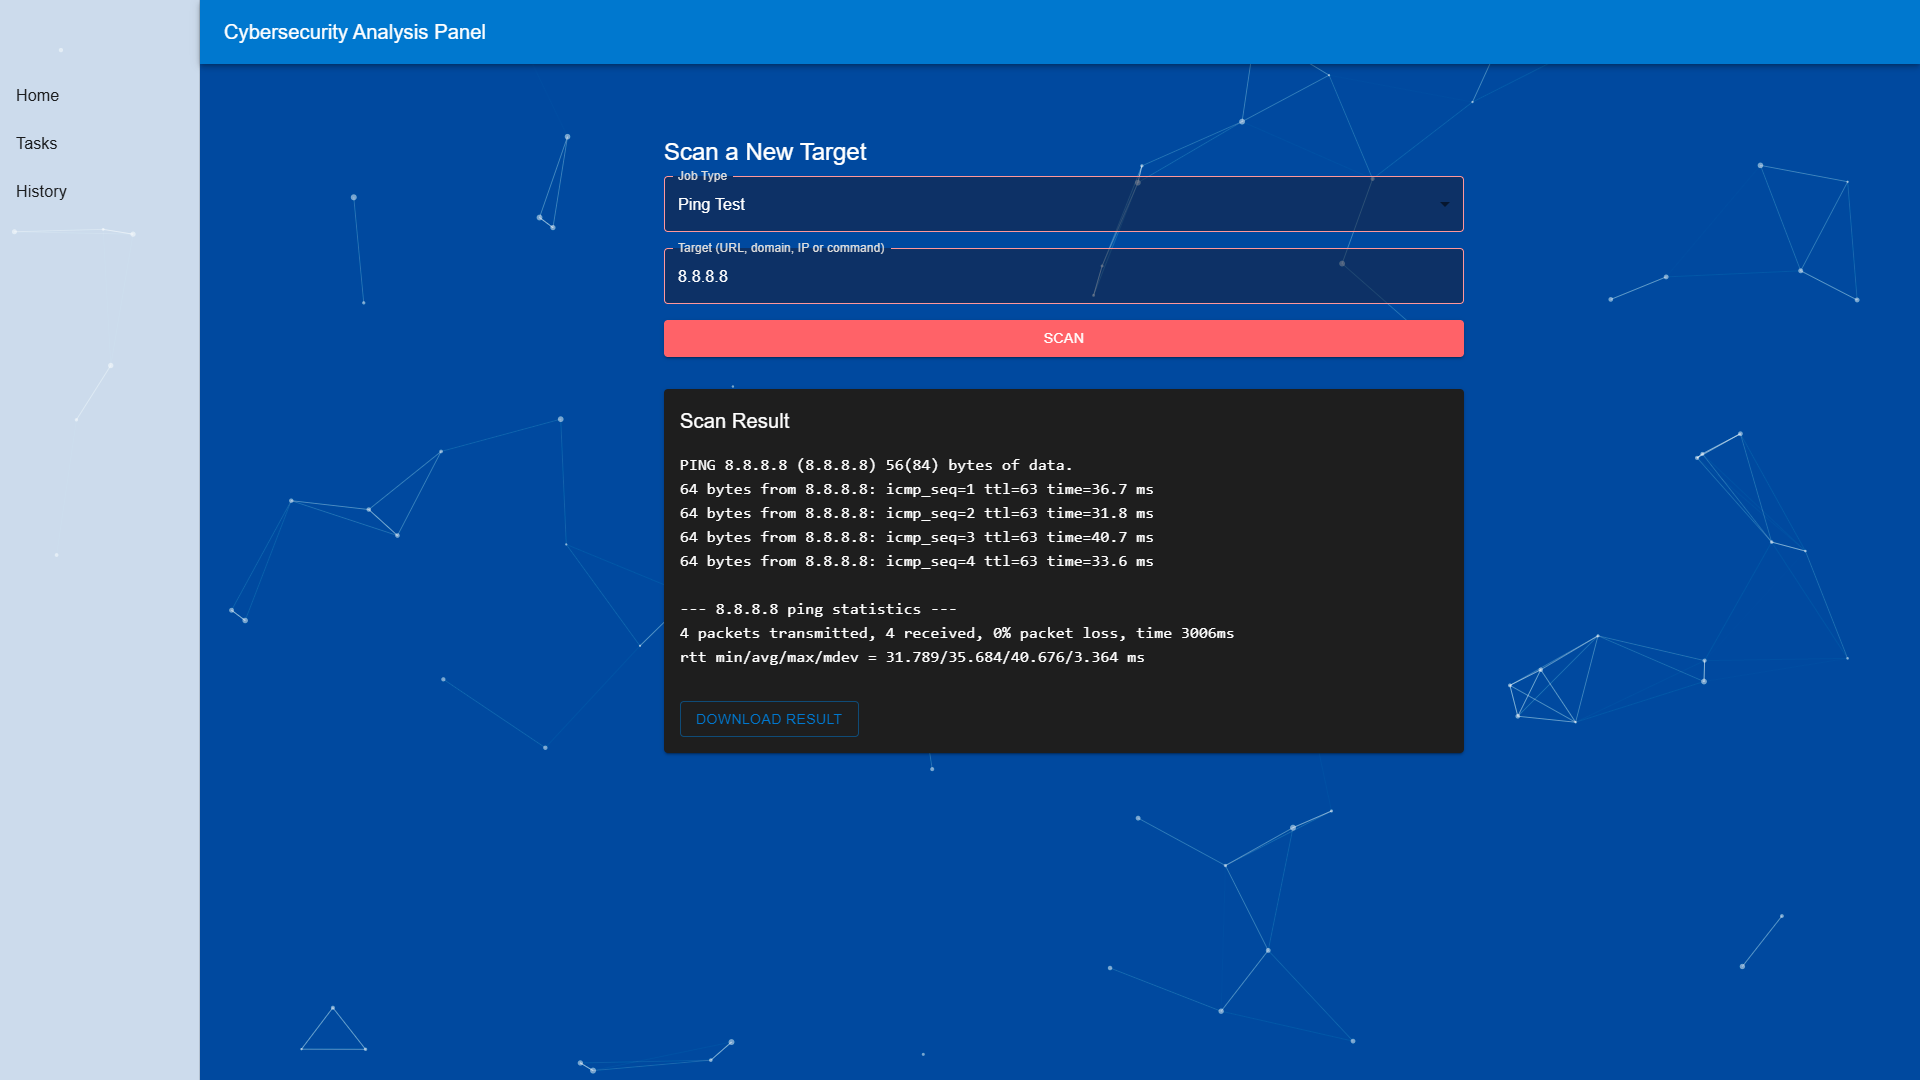 Cybersecurity Analysis Panel
Home
Tasks
History
Scan a New Target
Job Type
Ping Test
Target (URL, domain, IP or command)
8.8.8.8
SCAN
Scan Result
PING 8.8.8.8 (8.8.8.8) 56(84) bytes of data.
64 bytes from 8.8.8.8: icmp_seq=1 ttl=63 time=36.7 ms
64 bytes from 8.8.8.8: icmp_seq=2 ttl=63 time=31.8 ms
64 bytes from 8.8.8.8: icmp_seq=3 ttl=63 time=40.7 ms
64 bytes from 8.8.8.8: icmp_seq=4 ttl=63 time=33.6 ms
--- 8.8.8.8 ping statistics ---
4 packets transmitted, 4 received, 0% packet loss, time 3006ms
rtt min/avg/max/mdev = 31.789/35.684/40.676/3.364 ms
DOWNLOAD RESULT